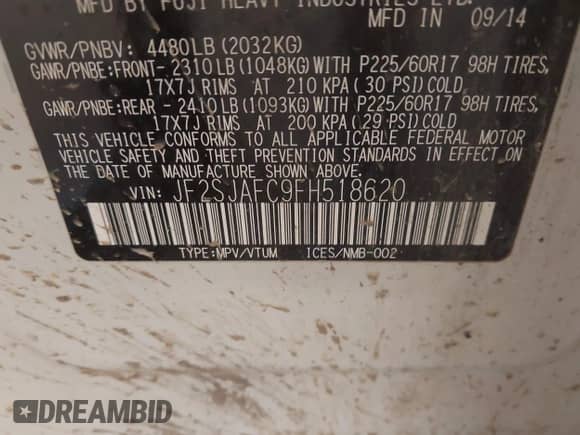 MFD BY FUJI HEAVY INDUSTRIES LTD.
MFD IN 09/14
GVWR/PNBV: 4480LB(2032KG)
GAWR/PNBE:FRONT- 2310LB(1048KG)WITH P225/60R17 98H TIRES,
17X7J RIMS AT 210 KPA(30 PSI)COLD
GAWR/PNBE:REAR - 2410LB(1093KG)WITH P225/60R17 98H TIRES,
17X7J RIMS AT 200 KPA(29 PSI)COLD
THIS VEHICLE CONFORMS TO ALL APPLICABLE FEDERAL MOTOR
VEHICLE SAFETY AND THEFT PREVENTION STANDARDS IN EFFECT ON
THE DATE OF MANUFACTURE SHOWN ABOVE.
VIN: JF2SJAFC9FH518620
TYPE:MPV/VTUM ICES/NMB-002
DREAMBID